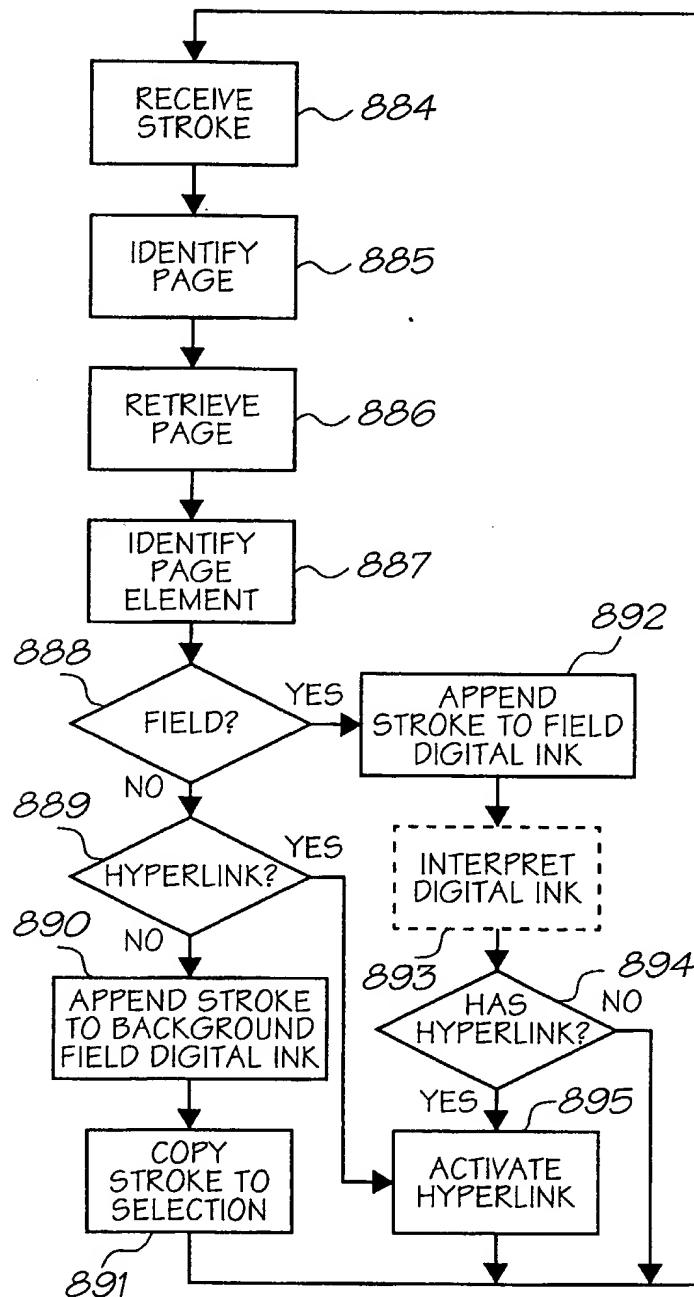 RECEIVE
STROKE
884
IDENTIFY
PAGE
885
RETRIEVE
PAGE
886
IDENTIFY
PAGE
ELEMENT
887
888
FIELD?
YES
NO
892
APPEND
STROKE TO FIELD
DIGITAL INK
889
HYPERLINK?
YES
NO
INTERPRET
DIGITAL INK
893
890
APPEND STROKE
TO BACKGROUND
FIELD DIGITAL INK
894
HAS
HYPERLINK?
NO
YES
895
COPY
STROKE TO
SELECTION
891
ACTIVATE
HYPERLINK